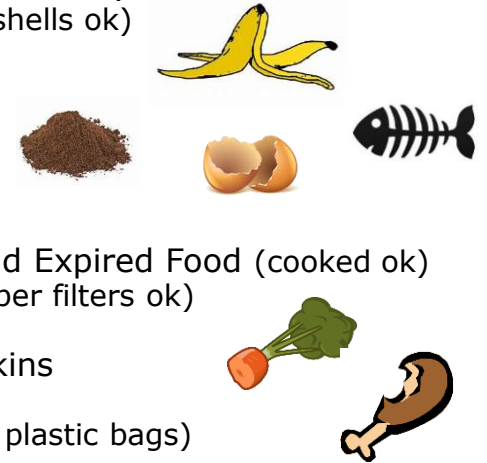 shells ok)
d Expired Food (cooked ok)
per filters ok)
kins
plastic bags)